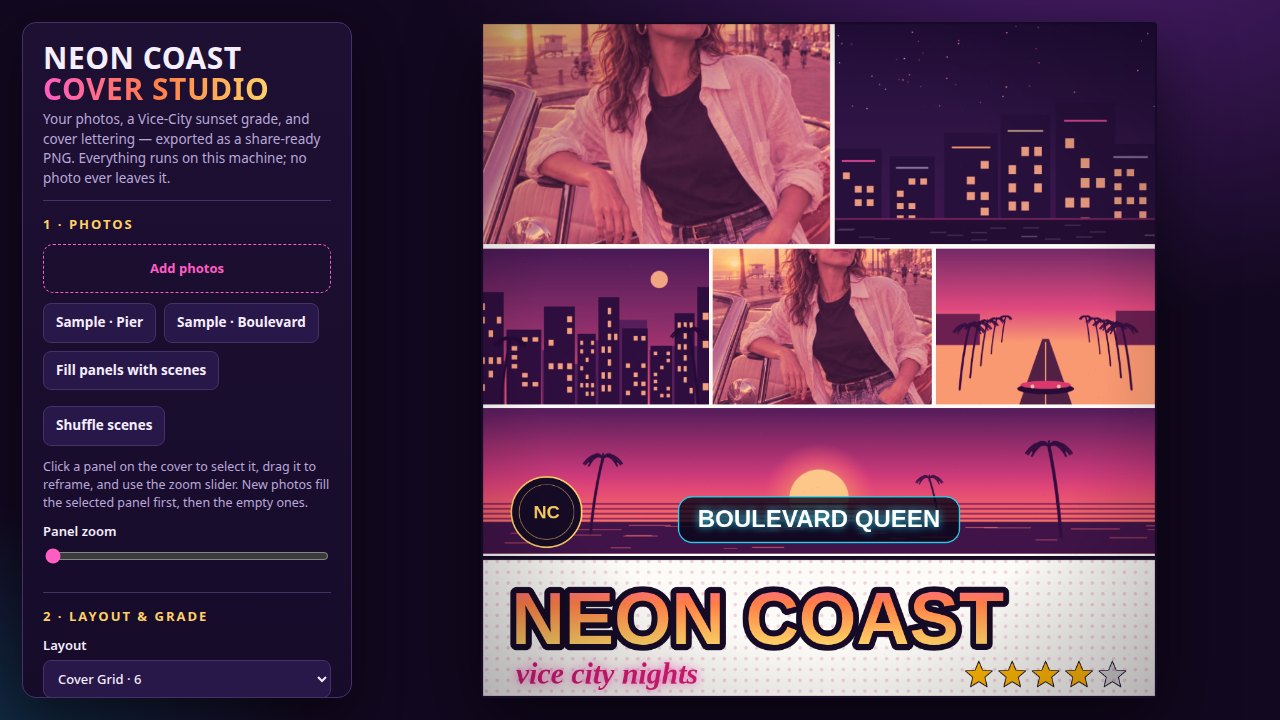 NEON COAST
COVER STUDIO
Your photos, a Vice-City sunset grade, and
cover lettering — exported as a share-ready
PNG. Everything runs on this machine; no
photo ever leaves it.
1 · PHOTOS
Add photos
Sample · Pier
Sample · Boulevard
Fill panels with scenes
Shuffle scenes
Click a panel on the cover to select it, drag it to
reframe, and use the zoom slider. New photos fill
the selected panel first, then the empty ones.
Panel zoom
2 · LAYOUT & GRADE
Layout
Cover Grid · 6
NC
BOULEVARD QUEEN
NEON COAST
vice city nights